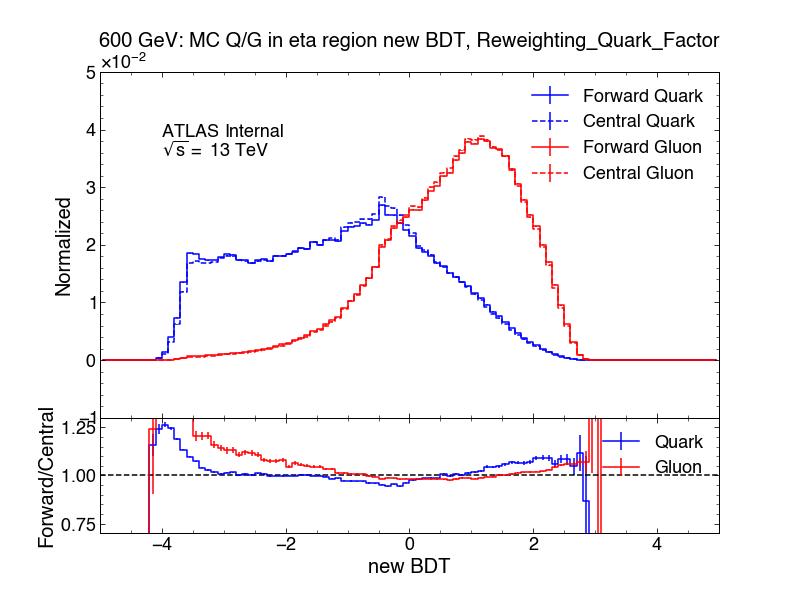 600 GeV: MC Q/G in eta region new BDT, Reweighting_Quark_Factor
×10⁻²
5
4
3
2
1
0
−1
Normalized
ATLAS Internal
√s = 13 TeV
Forward Quark
Central Quark
Forward Gluon
Central Gluon
1.25
1.00
0.75
Forward/Central
Quark
Gluon
−4 −2 0 2 4
new BDT